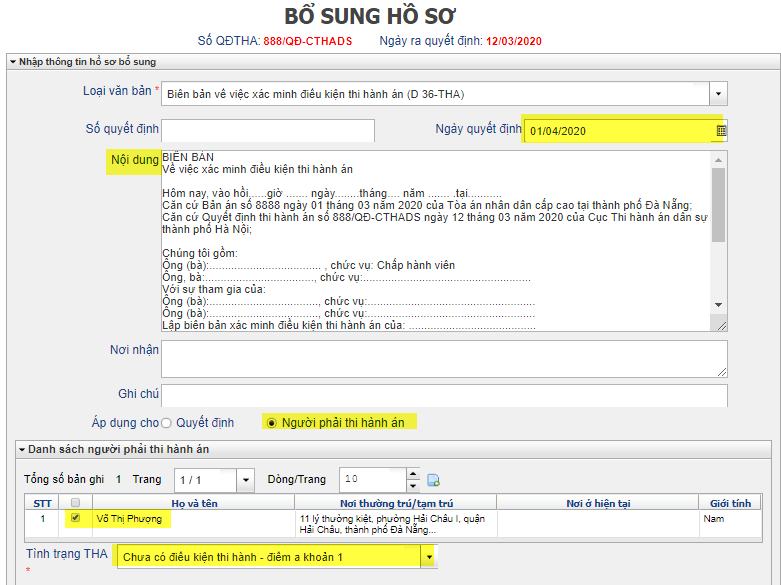 BỔ SUNG HỒ SƠ
Số QĐTHA: 888/QĐ-CTHADS Ngày ra quyết định: 12/03/2020
Nhập thông tin hồ sơ bổ sung
Loại văn bản * Biên bản về việc xác minh điều kiện thi hành án (D 36-THA)
Số quyết định Ngày quyết định 01/04/2020
Nội dung BIÊN BẢN
Về việc xác minh điều kiện thi hành án
Hôm nay, vào hồi.....giờ ....... ngày........tháng.... năm ....... .tại...........
Căn cứ Bản án số 8888 ngày 01 tháng 03 năm 2020 của Tòa án nhân dân cấp cao tại thành phố Đà Nẵng;
Căn cứ Quyết định thi hành án số 888/QĐ-CTHADS ngày 12 tháng 03 năm 2020 của Cục Thi hành án dân sự
thành phố Hà Nội;
Chúng tôi gồm:
Ông (bà):.................................... , chức vụ: Chấp hành viên
Ông, bà:..................................., chức vụ:......................................................
Với sự tham gia của:
Ông (bà):..................................., chức vụ:......................................................
Ông (bà):..................................., chức vụ:......................................................
Lập biên bản xác minh điều kiện thi hành án của: .........................................
Nơi nhận
Ghi chú
Áp dụng cho Quyết định Người phải thi hành án
Danh sách người phải thi hành án
Tổng số bản ghi 1 Trang 1 / 1 Dòng/Trang 10
STT Họ và tên Nơi thường trú/tạm trú Nơi ở hiện tại Giới tính
1 Võ Thị Phượng 11 lý thường kiệt, phường Hải Châu I, quận Nam
Hải Châu, thành phố Đà Nẵng...
Tình trạng THA Chưa có điều kiện thi hành - điểm a khoản 1
*